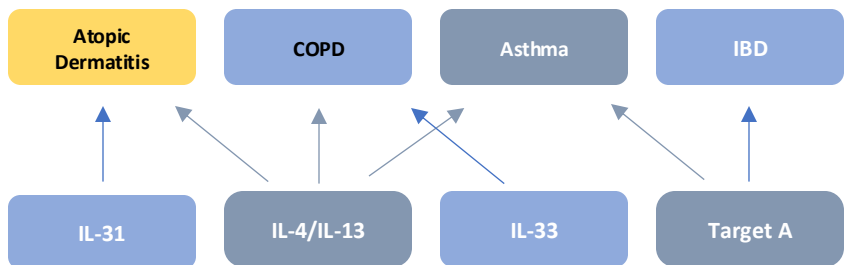 Atopic
Dermatitis
COPD
Asthma
IBD
IL-31
IL-4/IL-13
IL-33
Target A